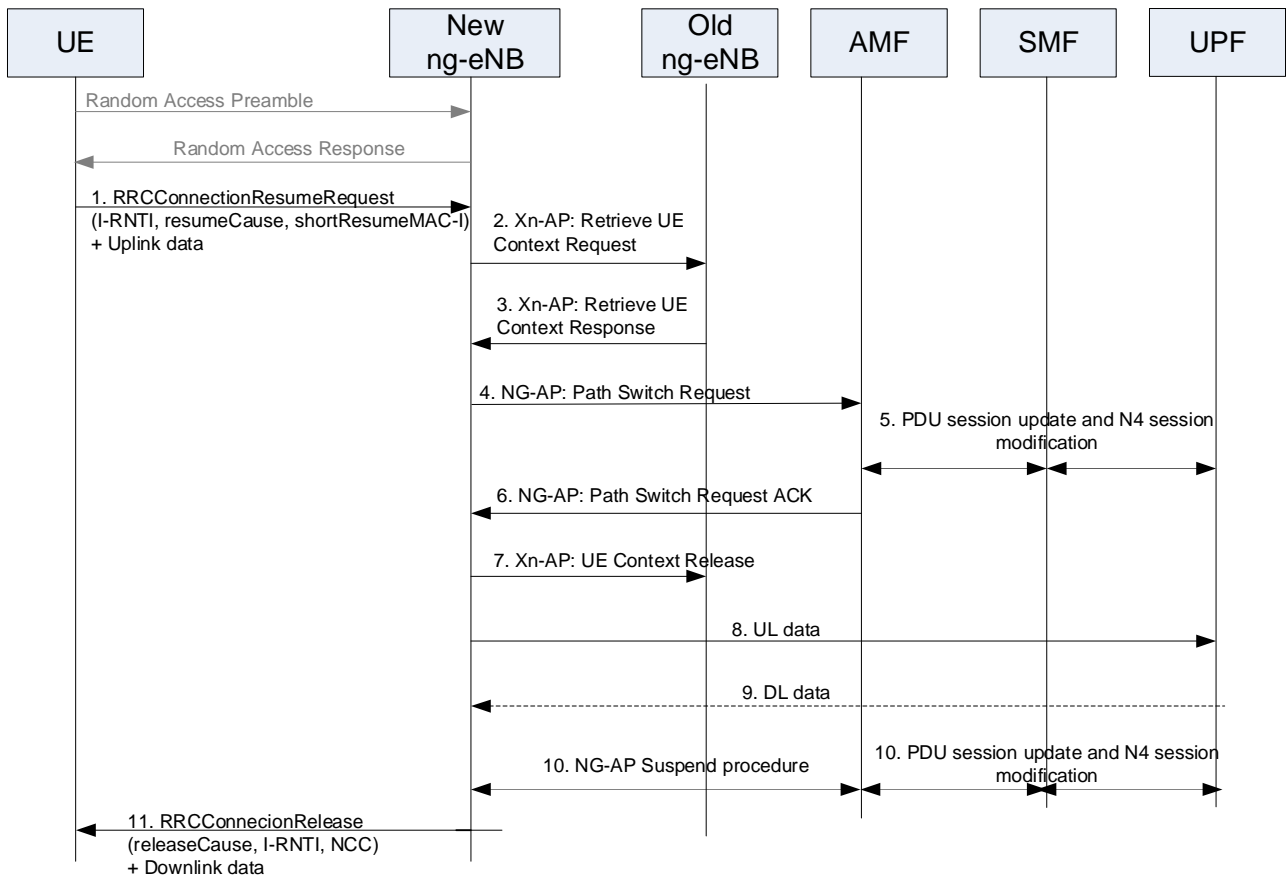 UE
New
ng-eNB
Old
ng-eNB
AMF
SMF
UPF
Random Access Preamble
Random Access Response
1. RRCConnectionResumeRequest
(I-RNTI, resumeCause, shortResumeMAC-I)
+ Uplink data
2. Xn-AP: Retrieve UE
Context Request
3. Xn-AP: Retrieve UE
Context Response
4. NG-AP: Path Switch Request
5. PDU session update and N4 session
modification
6. NG-AP: Path Switch Request ACK
7. Xn-AP: UE Context Release
8. UL data
9. DL data
10. NG-AP Suspend procedure
10. PDU session update and N4 session
modification
11. RRCConnecionRelease
(releaseCause, I-RNTI, NCC)
+ Downlink data